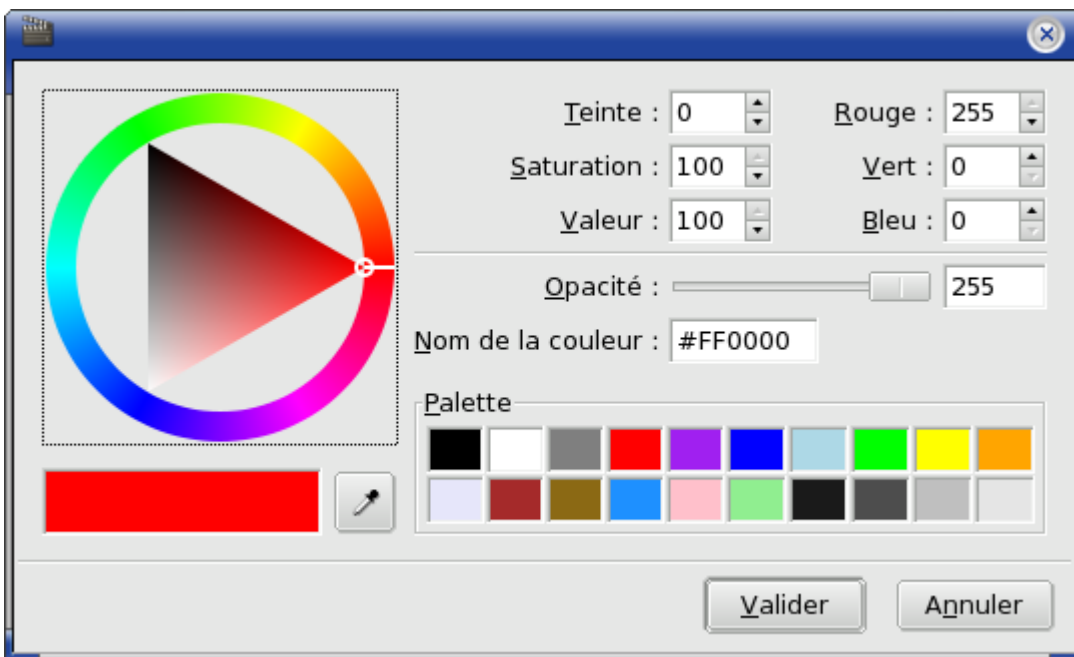 Teinte : 0 Rouge : 255
Saturation : 100 Vert : 0
Valeur : 100 Bleu : 0
Opacité : 255
Nom de la couleur : #FF0000
Palette
Valider Annuler